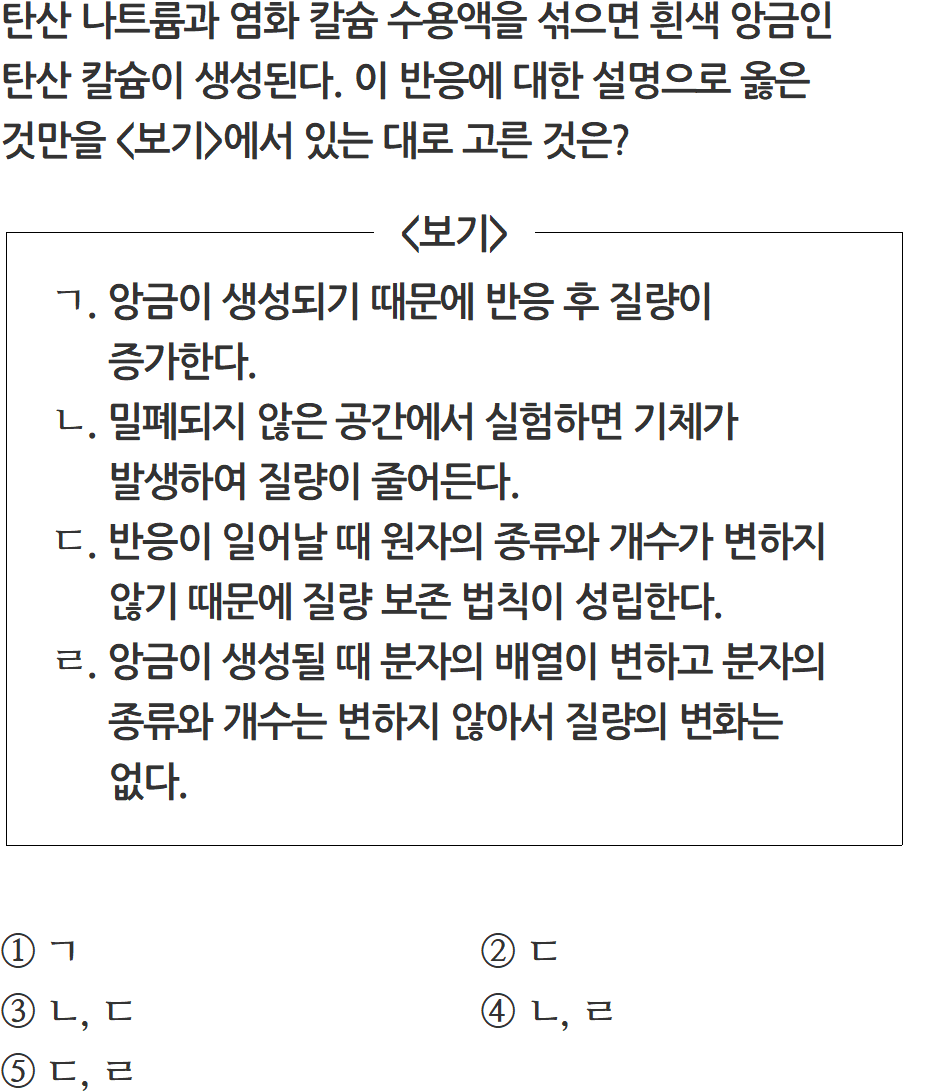 탄산 나트륨과 염화 칼슘 수용액을 섞으면 흰색 앙금인
탄산 칼슘이 생성된다. 이 반응에 대한 설명으로 옳은
것만을 <보기>에서 있는 대로 고른 것은?
<보기>
ㄱ. 앙금이 생성되기 때문에 반응 후 질량이
증가한다.
ㄴ. 밀폐되지 않은 공간에서 실험하면 기체가
발생하여 질량이 줄어든다.
ㄷ. 반응이 일어날 때 원자의 종류와 개수가 변하지
않기 때문에 질량 보존 법칙이 성립한다.
ㄹ. 앙금이 생성될 때 분자의 배열이 변하고 분자의
종류와 개수는 변하지 않아서 질량의 변화는
없다.
① ㄱ ② ㄷ
③ ㄴ, ㄷ ④ ㄴ, ㄹ
⑤ ㄷ, ㄹ